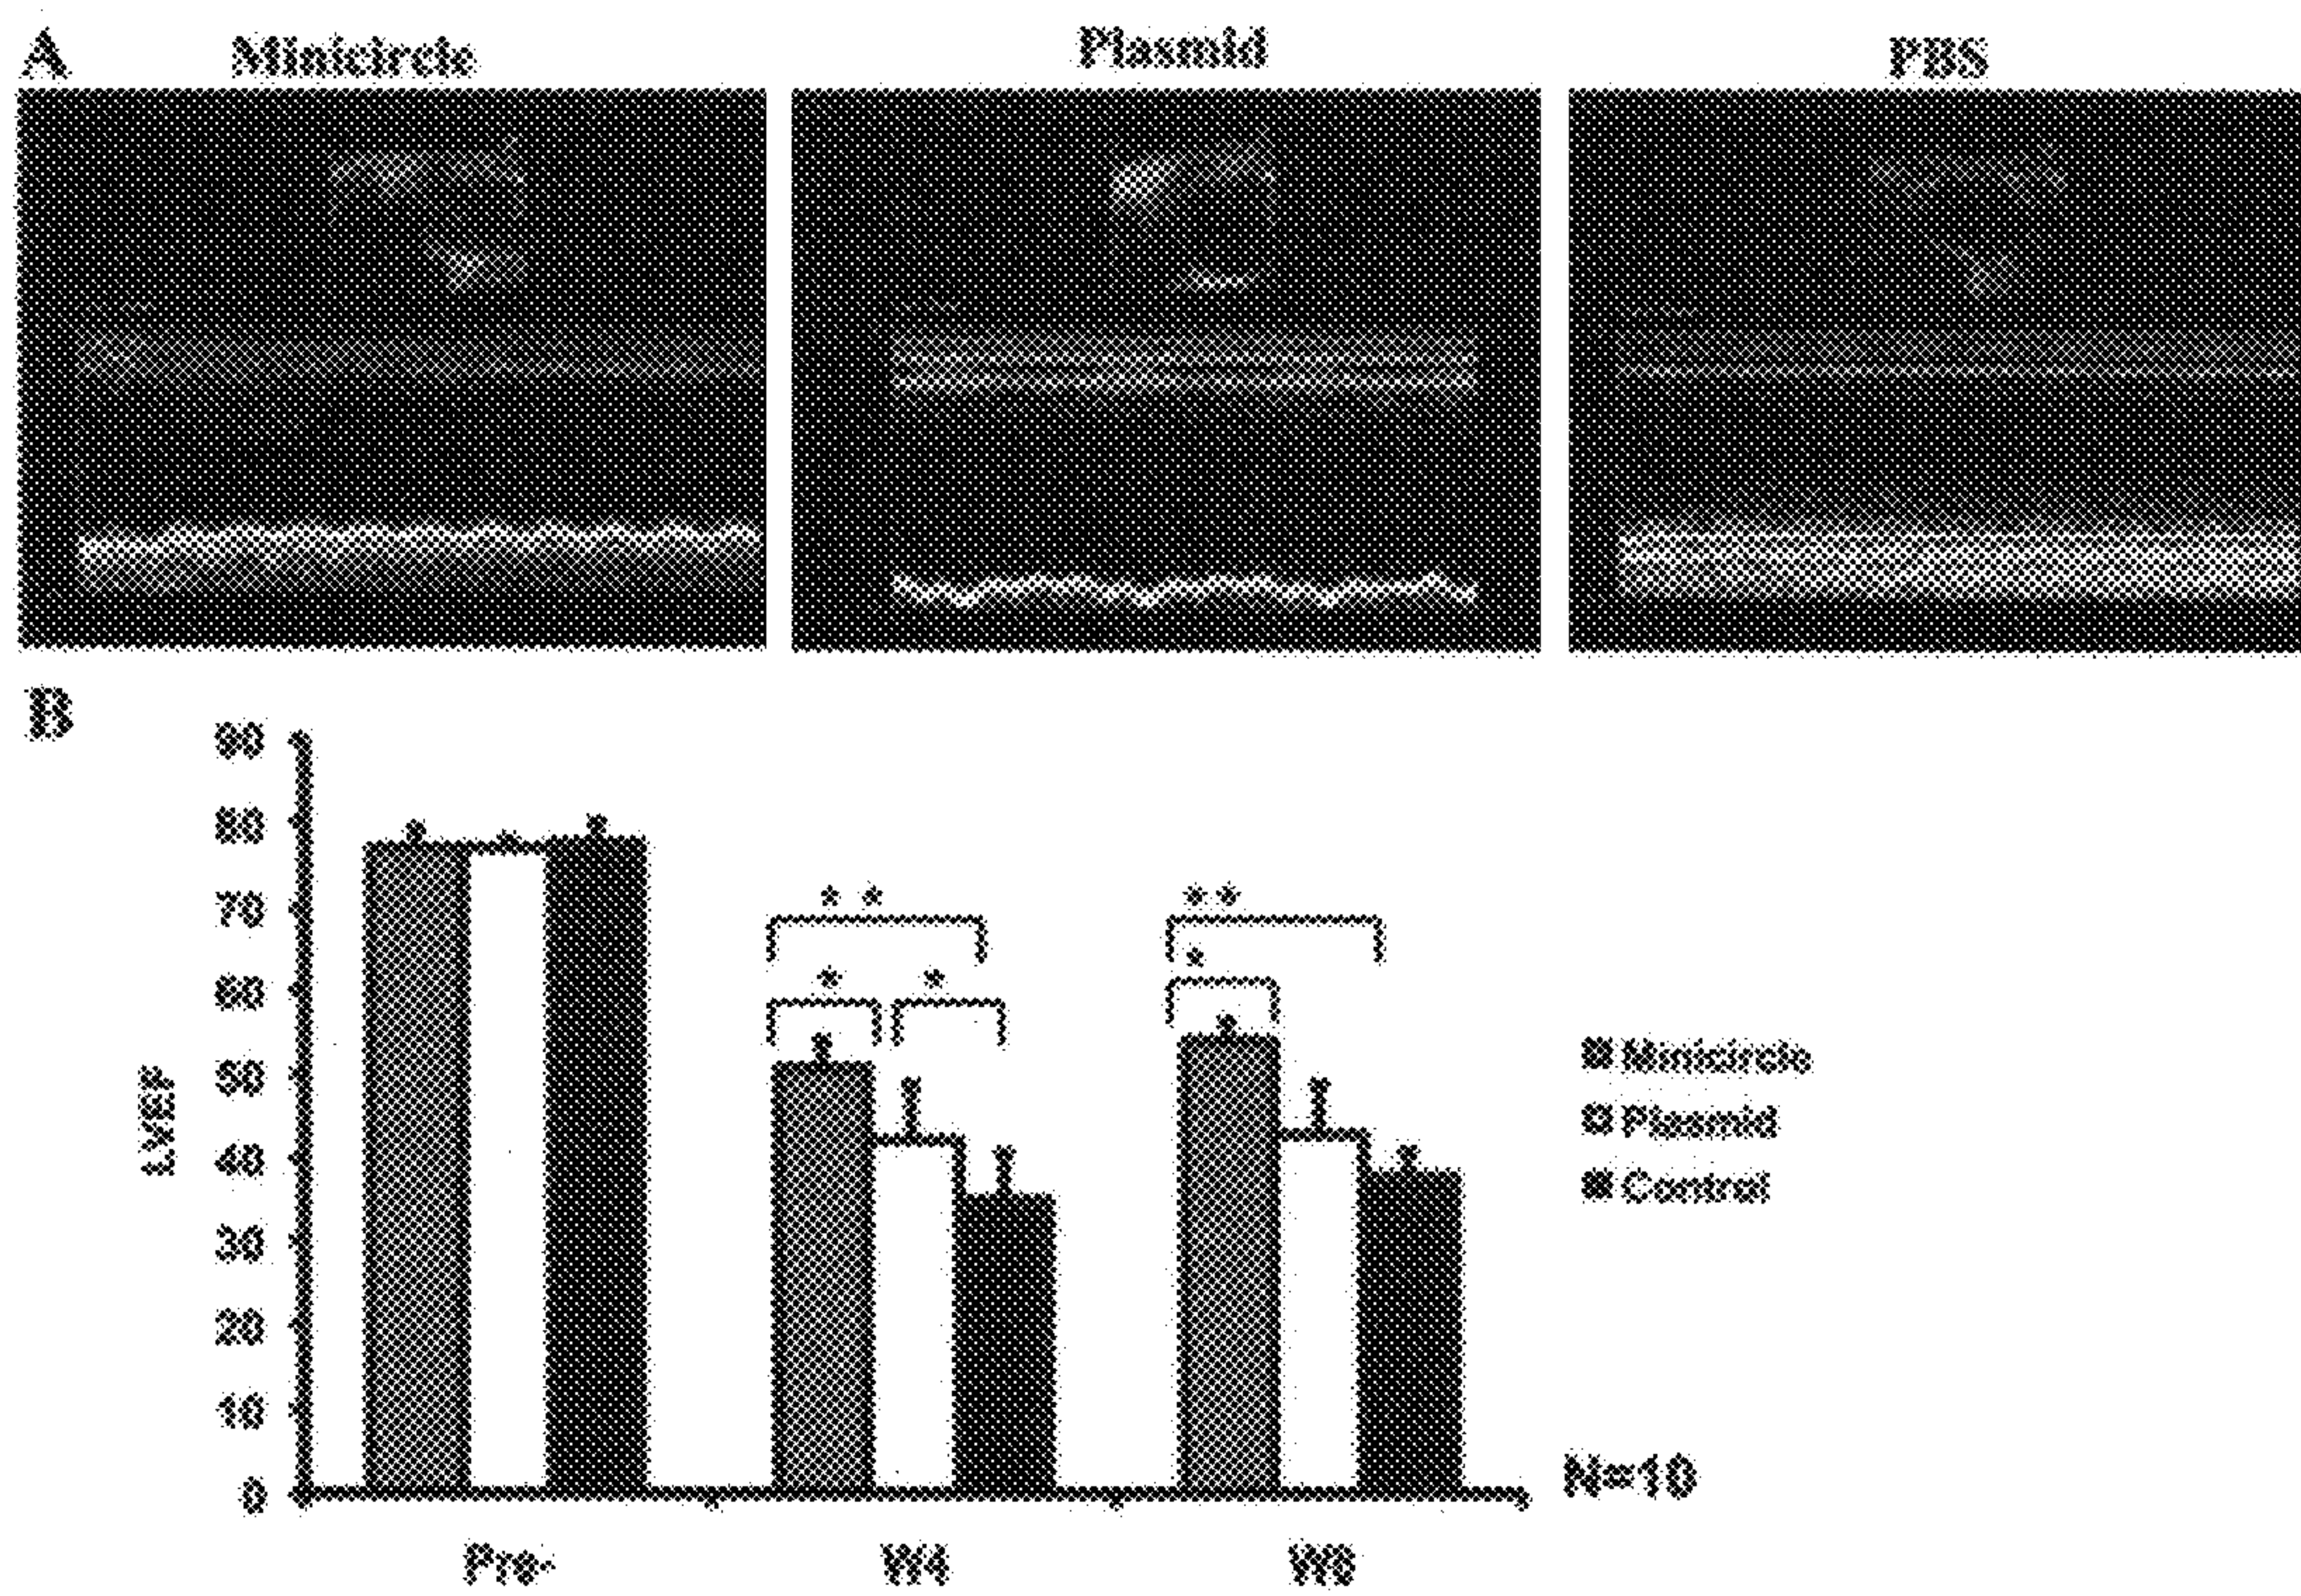 A
Minicircle
Plasmid
PBS
B
90
80
70
60
50
40
30
20
10
0
LVEF
** **
* * *
Minicircle
Plasmid
Control
N=10
Pre- W4